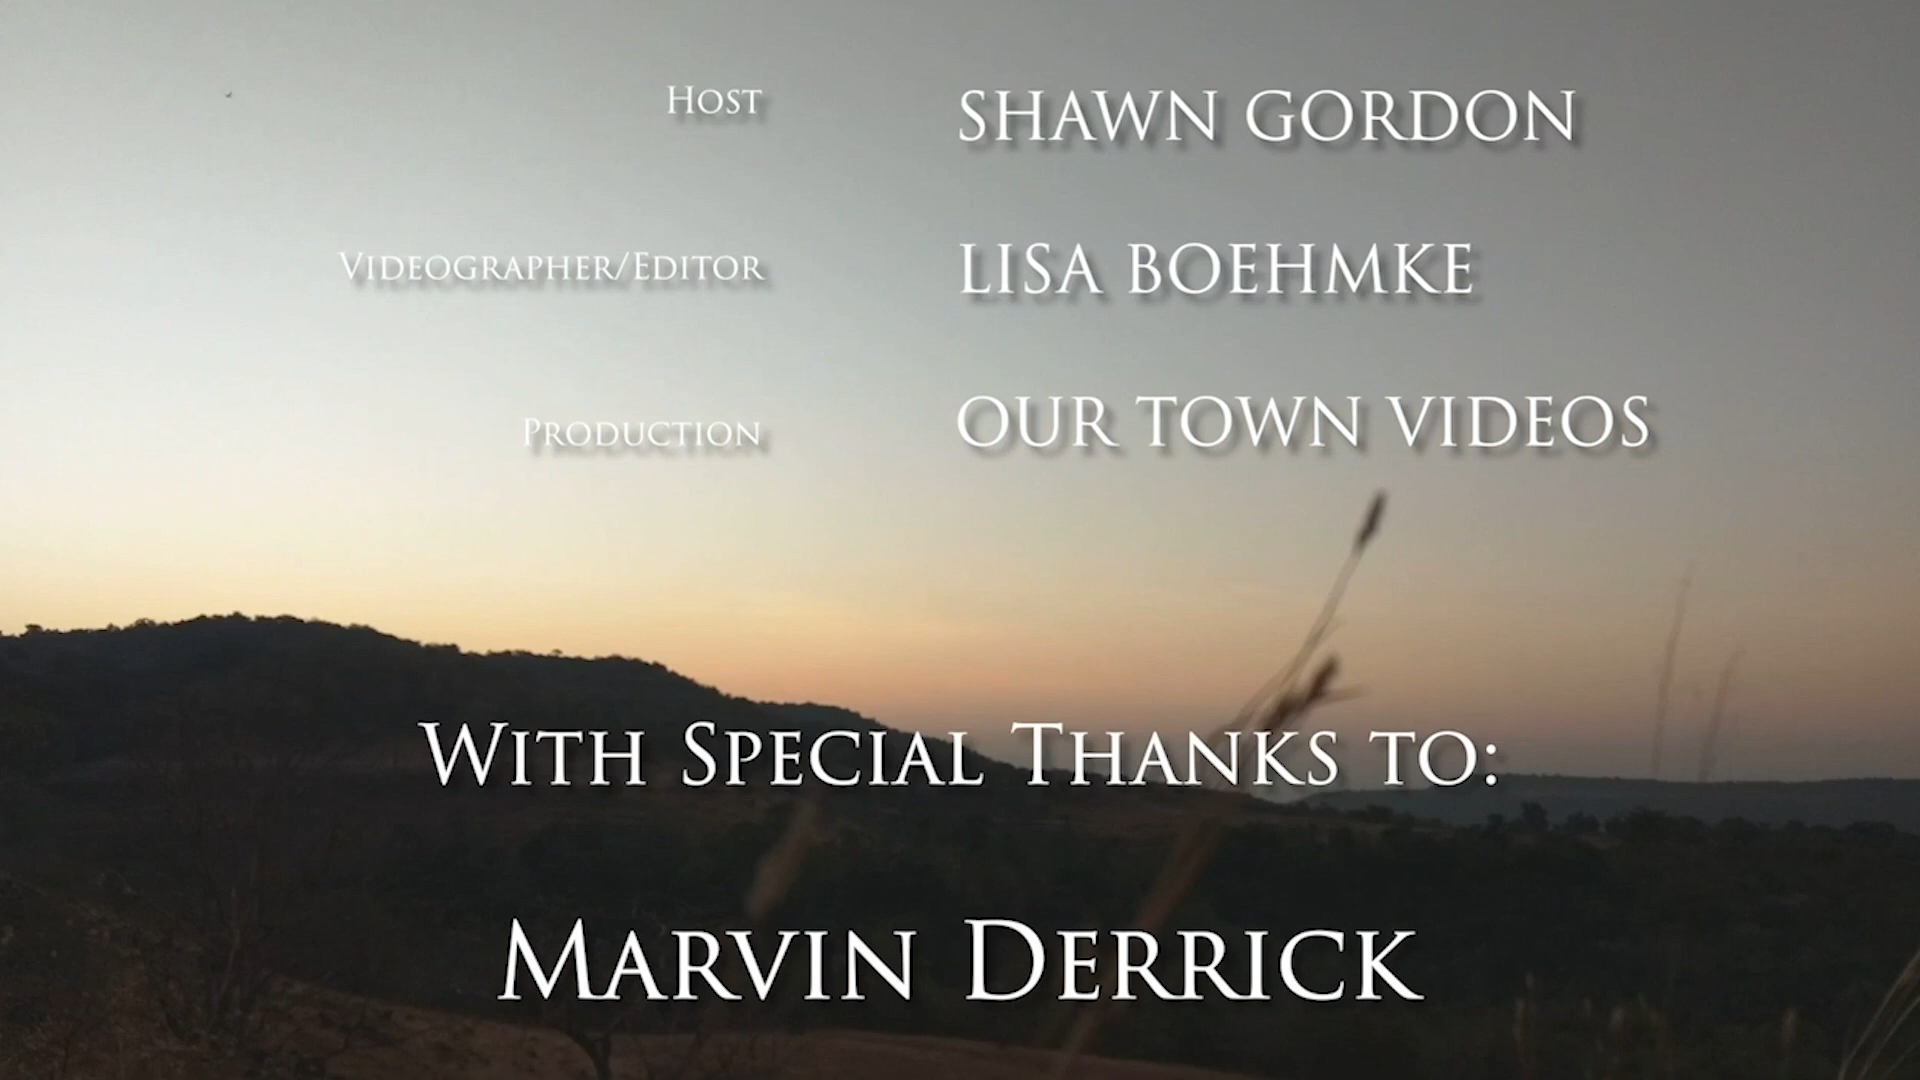 Host SHAWN GORDON
Videographer/Editor LISA BOEHMKE
Production OUR TOWN VIDEOS
With Special Thanks to:
Marvin Derrick